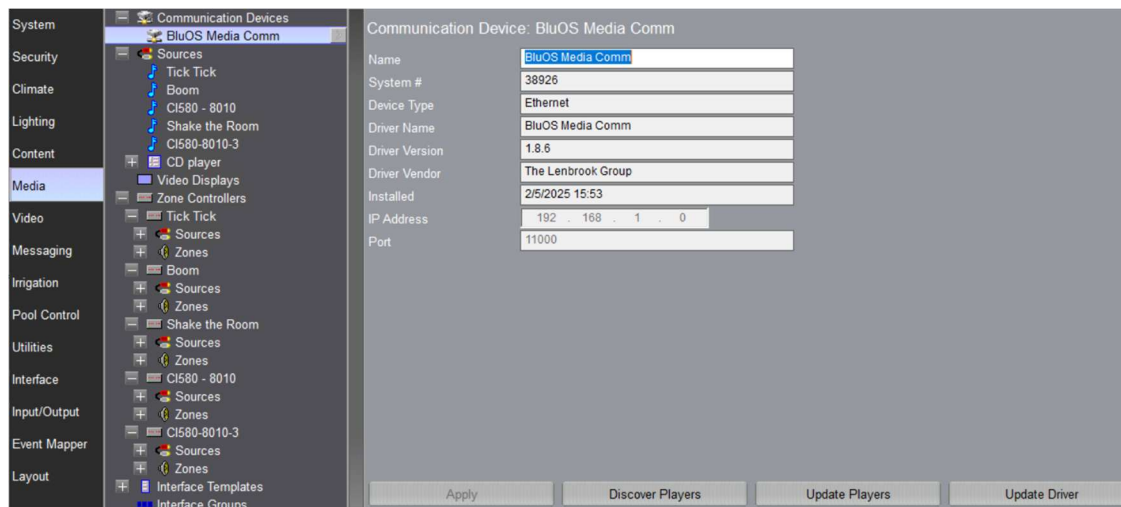 System
Security
Climate
Lighting
Content
Media
Video
Messaging
Irrigation
Pool Control
Utilities
Interface
Input/Output
Event Mapper
Layout
Communication Devices
BluOS Media Comm
Sources
Tick Tick
Boom
CI580 - 8010
Shake the Room
CI580-8010-3
CD player
Video Displays
Zone Controllers
Tick Tick
Sources
Zones
Boom
Sources
Zones
Shake the Room
Sources
Zones
CI580 - 8010
Sources
Zones
CI580-8010-3
Sources
Zones
Interface Templates
Interface Groups
Communication Device: BluOS Media Comm
Name BluOS Media Comm
System # 38926
Device Type Ethernet
Driver Name BluOS Media Comm
Driver Version 1.8.6
Driver Vendor The Lenbrook Group
Installed 2/5/2025 15:53
IP Address 192 . 168 . 1 . 0
Port 11000
Apply Discover Players Update Players Update Driver